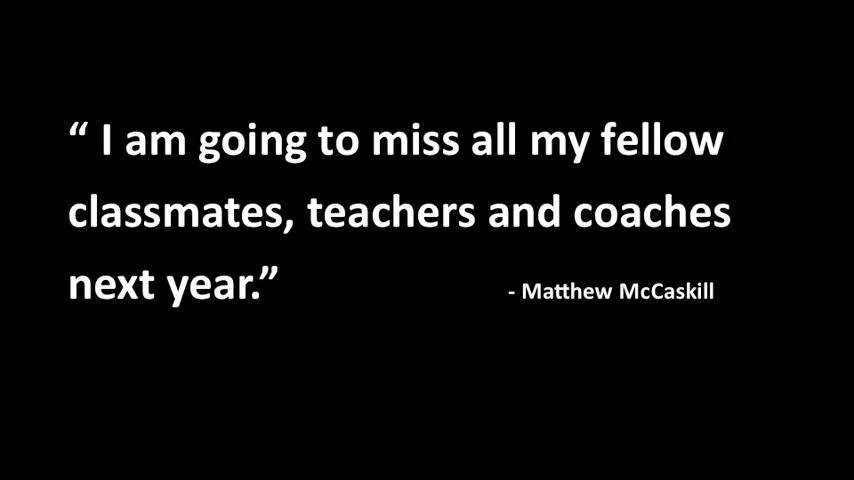 “ I am going to miss all my fellow
classmates, teachers and coaches
next year.” - Matthew McCaskill